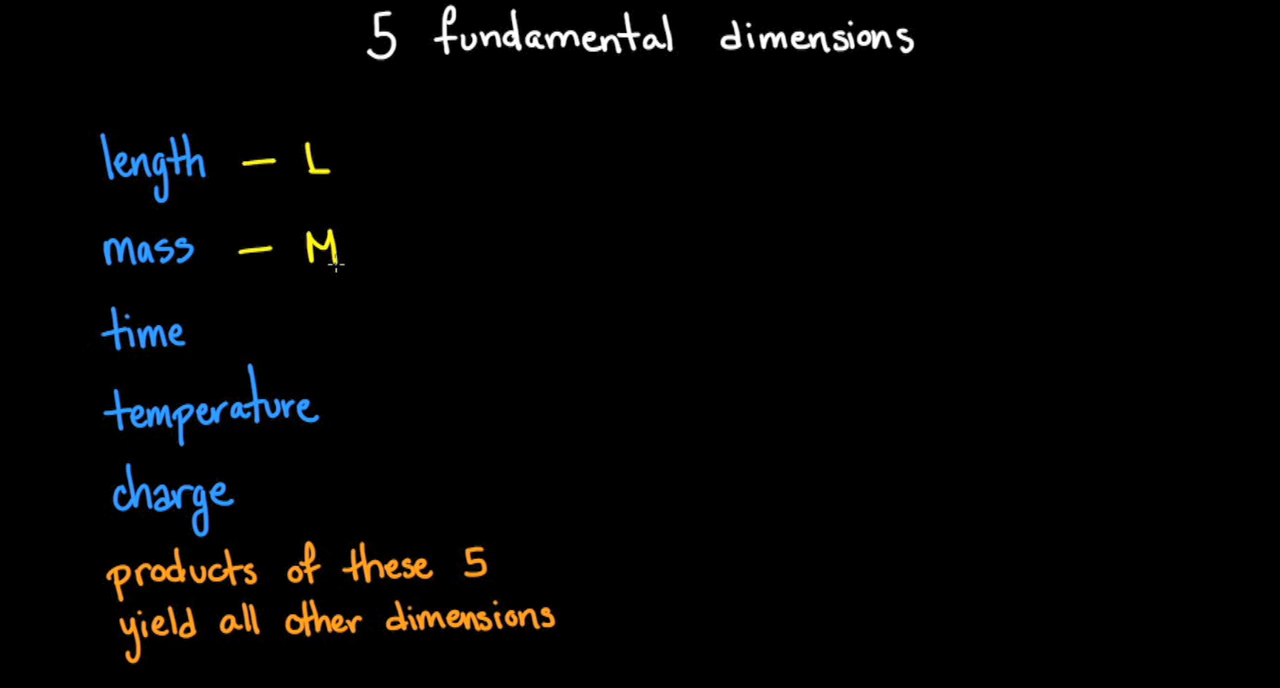 5 fundamental dimensions
length – L
mass – M
time
temperature
charge
products of these 5
yield all other dimensions